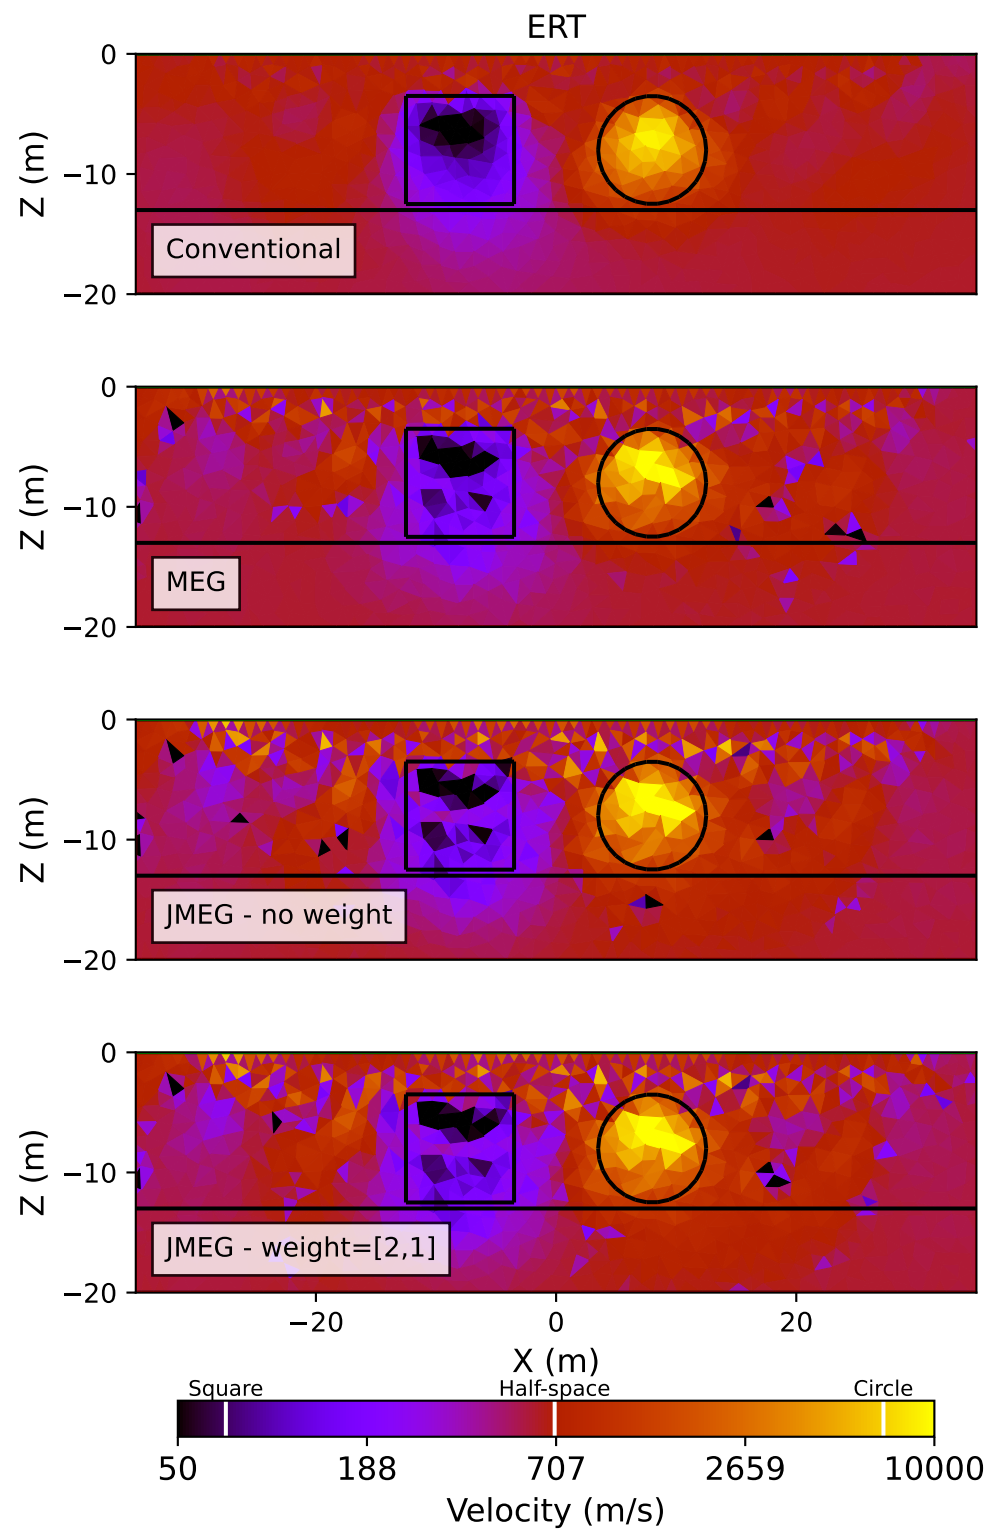 ERT
0
−10
−20
Z (m)
Conventional
0
−10
−20
Z (m)
MEG
0
−10
−20
Z (m)
JMEG - no weight
0
−10
−20
Z (m)
JMEG - weight=[2,1]
−20 0 20
X (m)
Square Half-space Circle
50 188 707 2659 10000
Velocity (m/s)